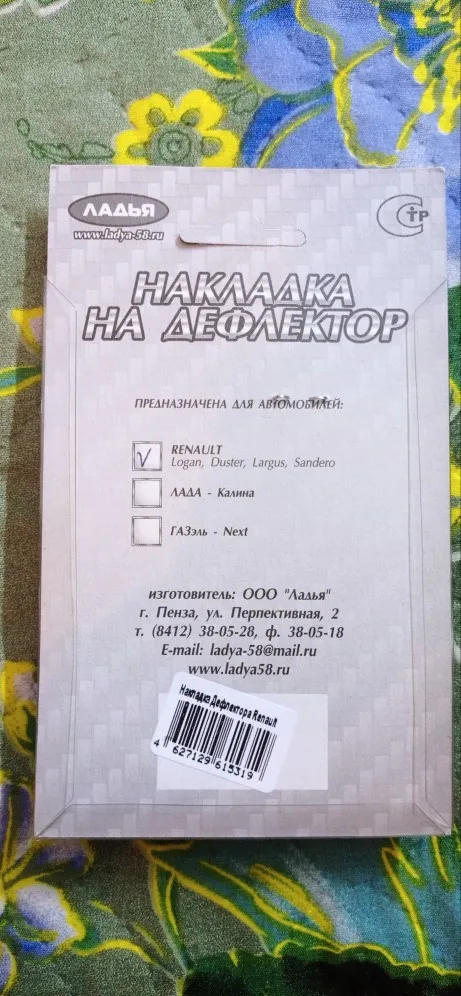 ЛАДЬЯ
www.ladya-58.ru
СТР
НАКЛАДКА
НА ДЕФЛЕКТОР
ПРЕДНАЗНАЧЕНА ДЛЯ АВТОМОБИЛЕЙ:
V RENAULT
Logan, Duster, Largus, Sandero
ЛАДА - Калина
ГАЗэль - Next
изготовитель: ООО "Ладья"
г. Пенза, ул. Перпективная, 2
т. (8412) 38-05-28, ф. 38-05-18
E-mail: ladya-58@mail.ru
www.ladya58.ru
Накладка Дефлектора Renault
4 627129 615319